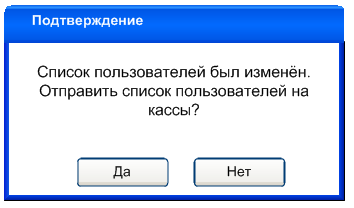 Подтверждение
Список пользователей был изменён.
Отправить список пользователей на
кассы?
Да
Нет